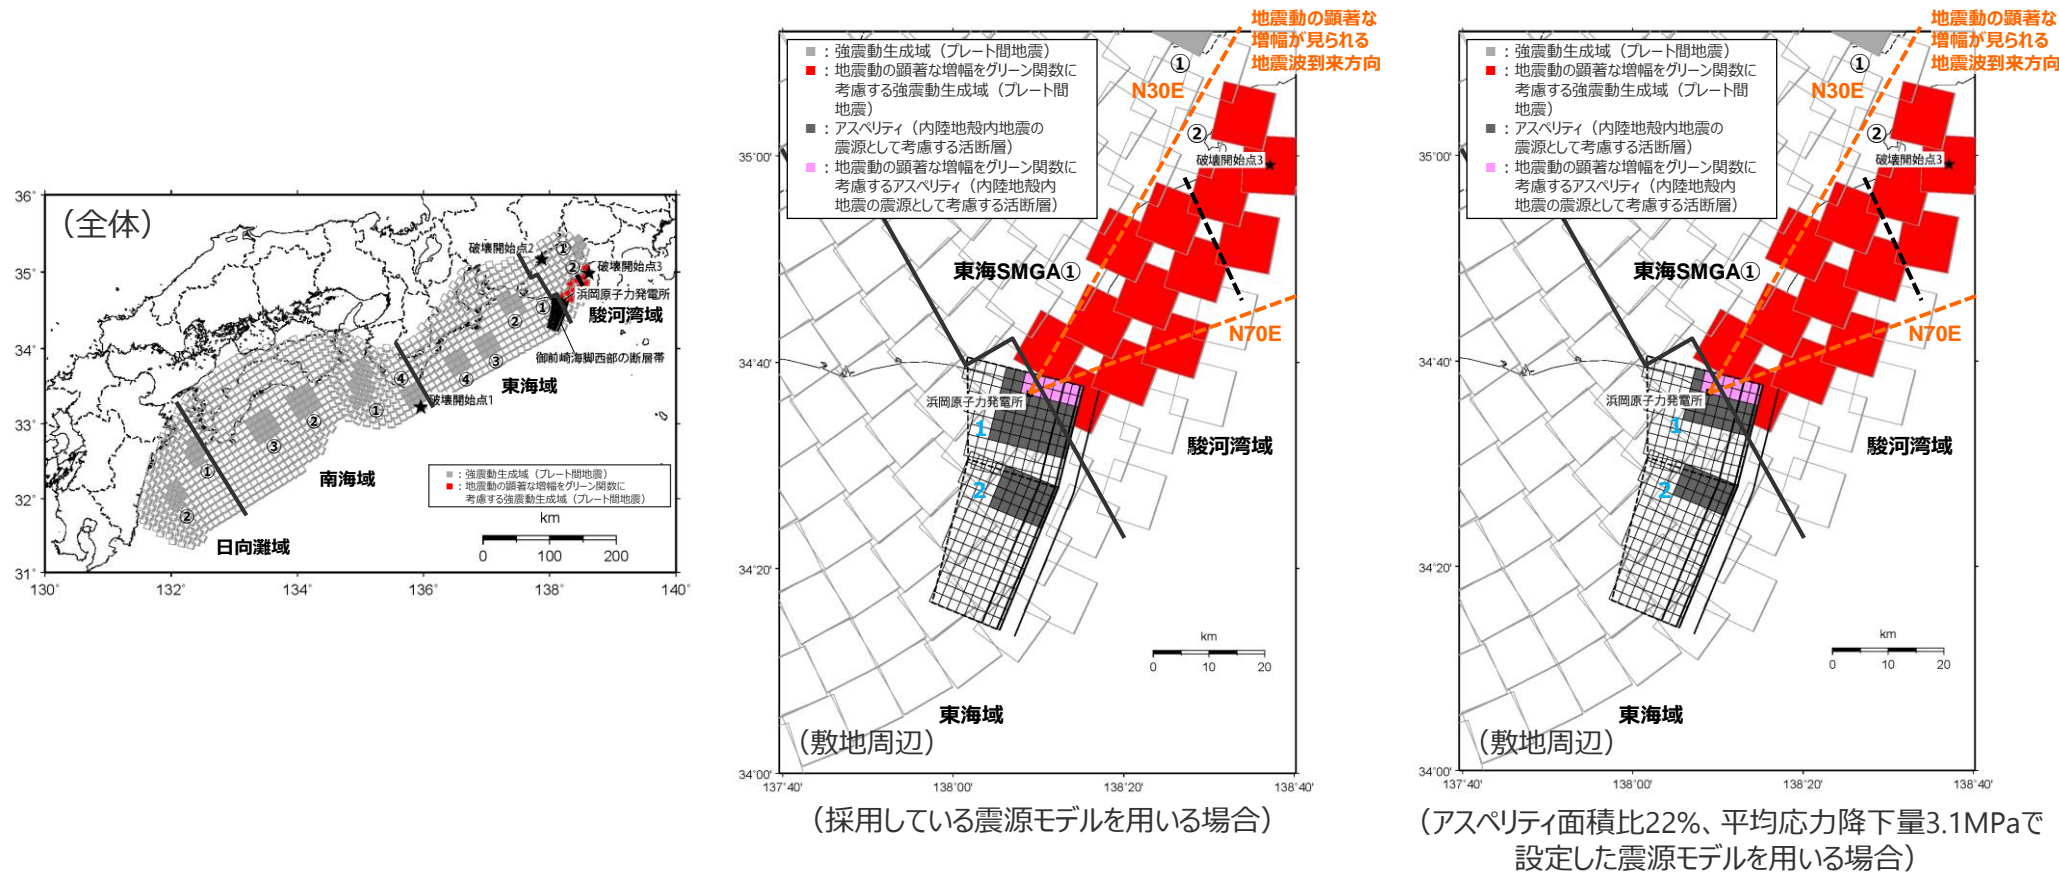 （全体）
36°
35°
34°
33°
32°
31°
130
132°
134°
136°
138°
140°
破壊開始点2
①
②
破壊開始点3
浜岡原子力発電所
駿河湾域
①
②
御前崎海脚西部の断層帯
③
④
④
東海域
破壊開始点1
①
②
③
南海域
①
②
日向灘域
■：強震動生成域（プレート間地震）
■：地震動の顕著な増幅をグリーン関数に
考慮する強震動生成域（プレート間地震）
km
0 100 200
地震動の顕著な
増幅が見られる
地震波到来方向
■：強震動生成域（プレート間地震）
■：地震動の顕著な増幅をグリーン関数に
考慮する強震動生成域（プレート間
地震）
■：アスペリティ（内陸地殻内地震の
震源として考慮する活断層）
■：地震動の顕著な増幅をグリーン関数に
考慮するアスペリティ（内陸地殻内
地震の震源として考慮する活断層）
①
N30E
②
破壊開始点3
東海SMGA①
N70E
浜岡原子力発電所
1
2
駿河湾域
東海域
（敷地周辺）
km
0 10 20
35°00'
34°40'
34°20'
34°00'
137°40'
138°00'
138°20'
138°40'
（採用している震源モデルを用いる場合）
地震動の顕著な
増幅が見られる
地震波到来方向
■：強震動生成域（プレート間地震）
■：地震動の顕著な増幅をグリーン関数に
考慮する強震動生成域（プレート間
地震）
■：アスペリティ（内陸地殻内地震の
震源として考慮する活断層）
■：地震動の顕著な増幅をグリーン関数に
考慮するアスペリティ（内陸地殻内
地震の震源として考慮する活断層）
①
N30E
②
破壊開始点3
東海SMGA①
N70E
浜岡原子力発電所
1
2
駿河湾域
東海域
（敷地周辺）
km
0 10 20
35°00'
34°40'
34°20'
34°00'
137°40'
138°00'
138°20'
138°40'
（アスペリティ面積比22%、平均応力降下量3.1MPaで
設定した震源モデルを用いる場合）